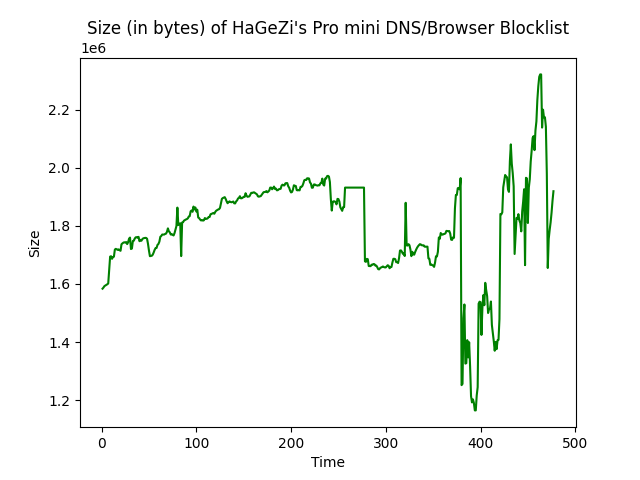 Size (in bytes) of HaGeZi's Pro mini DNS/Browser Blocklist
1e6
2.2
2.0
1.8
1.6
1.4
1.2
Size
0 100 200 300 400 500
Time